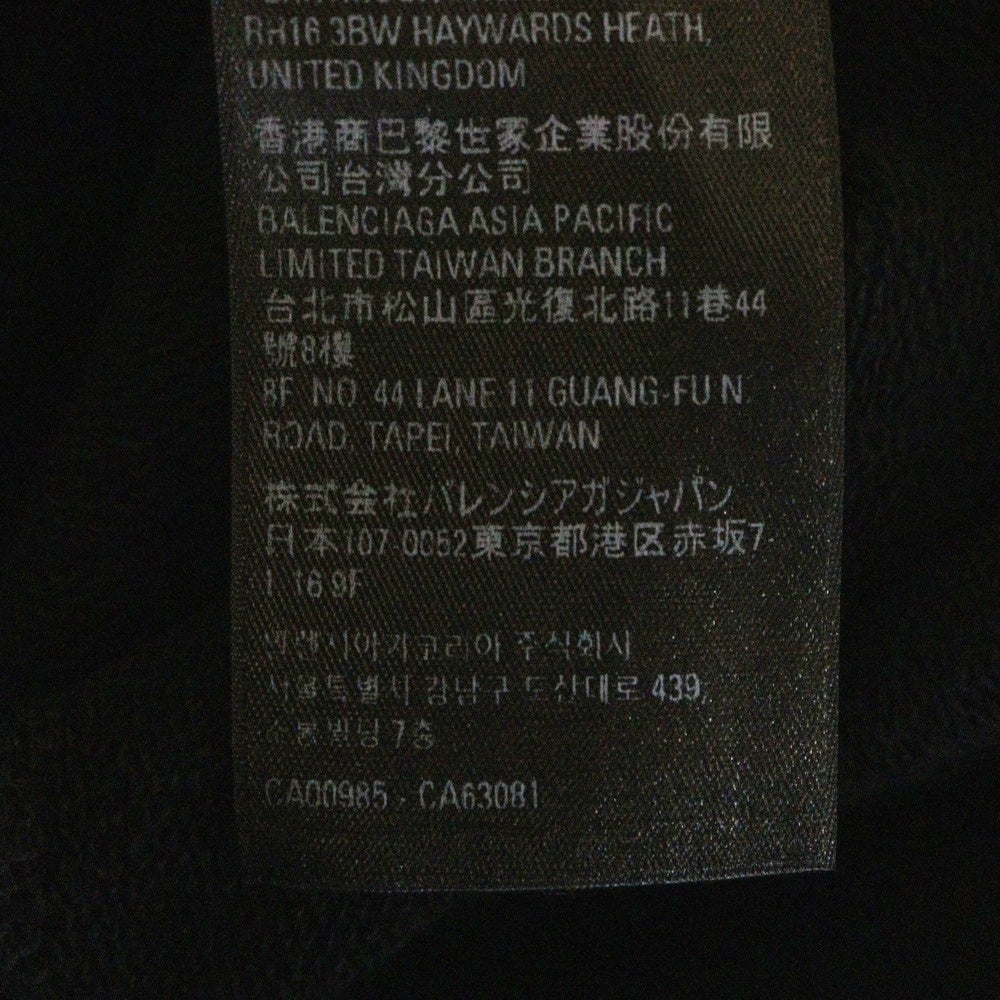 RH16 3BW HAYWARDS HEATH,
UNITED KINGDOM
香港商巴黎世家企業股份有限
公司台灣分公司
BALENCIAGA ASIA PACIFIC
LIMITED TAIWAN BRANCH
台北市松山區光復北路11巷44
號8樓
8F. NO. 44 LANE 11 GUANG-FU N.
ROAD, TAPEI, TAIWAN
株式会社バレンシアガジャパン
日本107-0052東京都港区赤坂7-
1-16 9F
발렌시아가코리아 주식회사
서울특별시 강남구 도산대로 439,
7층
CA00985 - CA63081